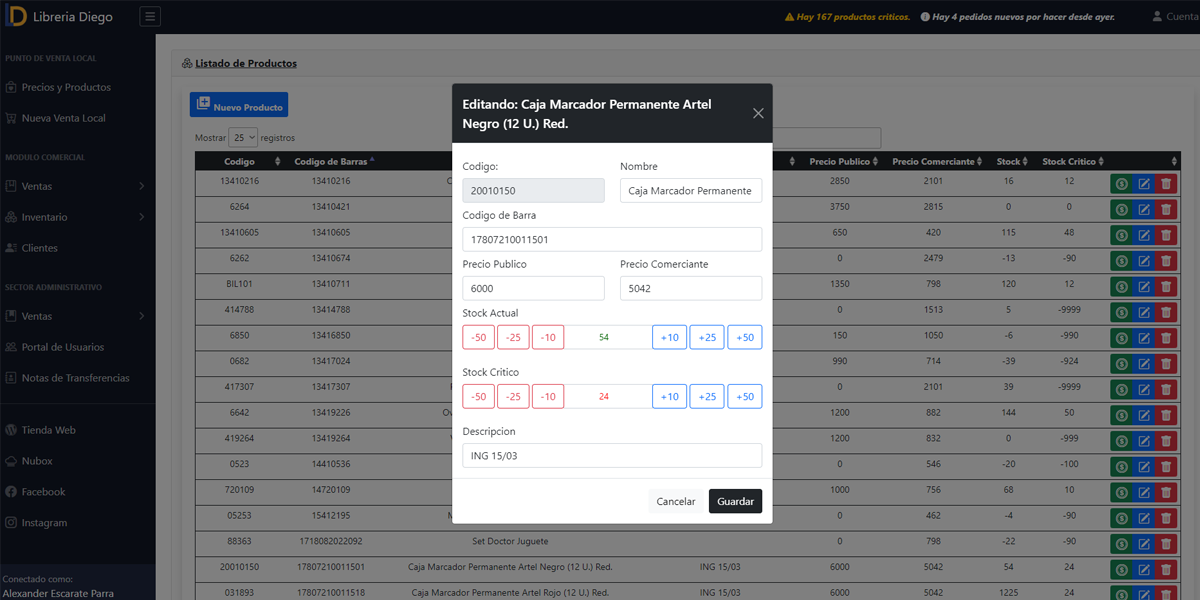 Libreria Diego
Hay 167 productos criticos.
Hay 4 pedidos nuevos por hacer desde ayer.
Cuenta
PUNTO DE VENTA LOCAL
Precios y Productos
Nueva Venta Local
MODULO COMERCIAL
Ventas
Inventario
Clientes
SECTOR ADMINISTRATIVO
Ventas
Portal de Usuarios
Notas de Transferencias
Tienda Web
Nubox
Facebook
Instagram
Conectado como:
Alexander Escarate Parra
Listado de Productos
Nuevo Producto
Mostrar 25 registros
Codigo Codigo de Barras Precio Publico Precio Comerciante Stock Stock Critico
13410216 13410216 2850 2101 16 12
6264 13410421 3750 2815 0 0
13410605 13410605 650 420 115 48
6262 13410674 0 2479 -13 -90
BIL101 13410711 1350 798 120 12
414788 13414788 0 1513 5 -9999
6850 13416850 150 1050 -6 -990
0682 13417024 990 714 -39 -924
417307 13417307 0 2101 39 -9999
6642 13419226 1200 882 144 50
419264 13419264 1200 832 0 -999
0523 14410536 0 546 -20 -100
720109 14720109 1000 756 68 10
05253 15412195 0 462 -4 -90
88363 1718082022092 Set Doctor Juguete 0 798 -22 -90
20010150 17807210011501 Caja Marcador Permanente Artel Negro (12 U.) Red. ING 15/03 6000 5042 54 24
031893 17807210011518 Caja Marcador Permanente Artel Rojo (12 U.) Red. ING 15/03 6000 5042 1225 24
Editando: Caja Marcador Permanente Artel
Negro (12 U.) Red.
Codigo: Nombre
20010150 Caja Marcador Permanente
Codigo de Barra
17807210011501
Precio Publico Precio Comerciante
6000 5042
Stock Actual
-50 -25 -10 54 +10 +25 +50
Stock Critico
-50 -25 -10 24 +10 +25 +50
Descripcion
ING 15/03
Cancelar Guardar